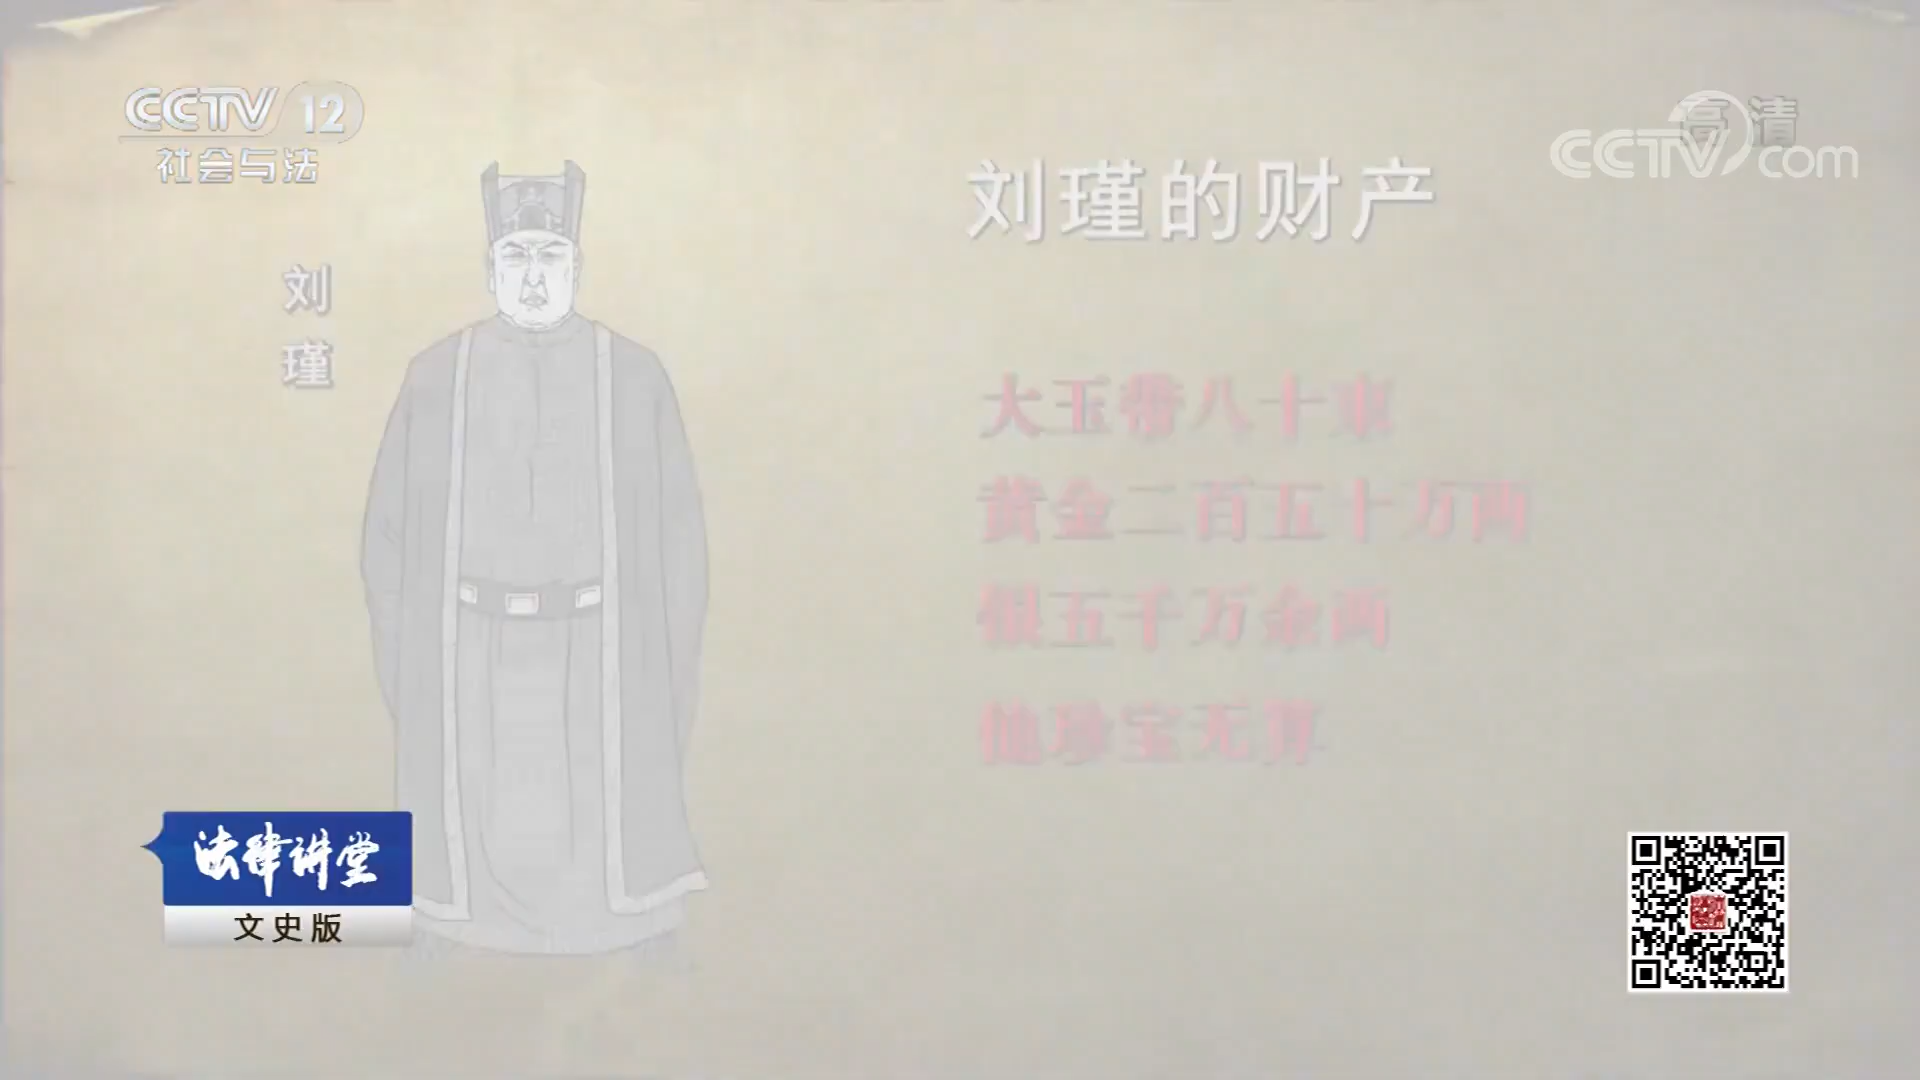 CCTV 12
社会与法
高清
CCTV com
刘瑾的财产
刘瑾
大玉带八十束
黄金二百五十万两
银五千万余两
他珍宝无算
法律讲堂
文史版